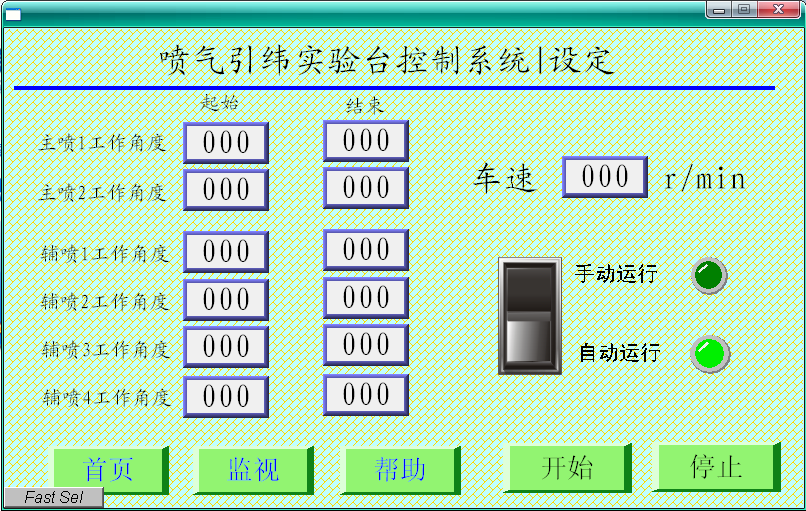 喷气引纬实验台控制系统|设定
起始 结束
主喷1工作角度 000 000
主喷2工作角度 000 000
车速 000 r/min
辅喷1工作角度 000 000
手动运行
辅喷2工作角度 000 000
辅喷3工作角度 000 000
自动运行
辅喷4工作角度 000 000
首页 监视 帮助 开始 停止
Fast Sel